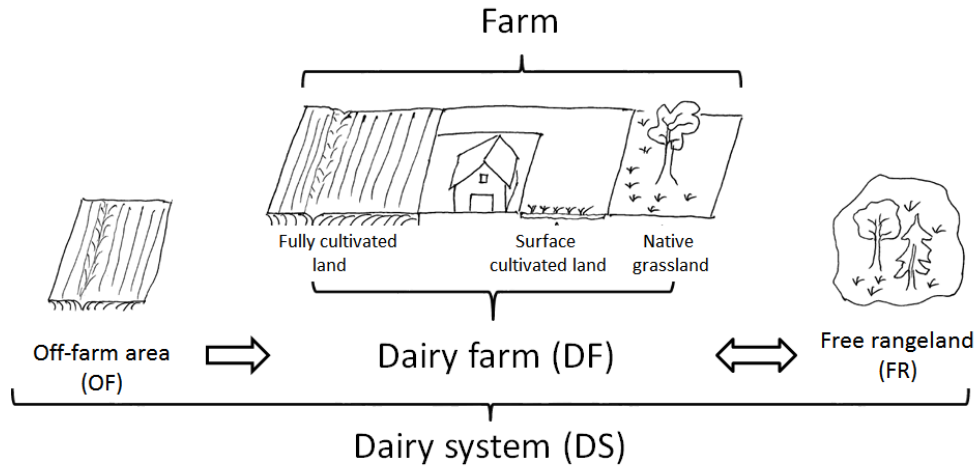 Farm
Fully cultivated
land
Surface
cultivated land
Native
grassland
Off-farm area
(OF)
Dairy farm (DF)
Free rangeland
(FR)
Dairy system (DS)